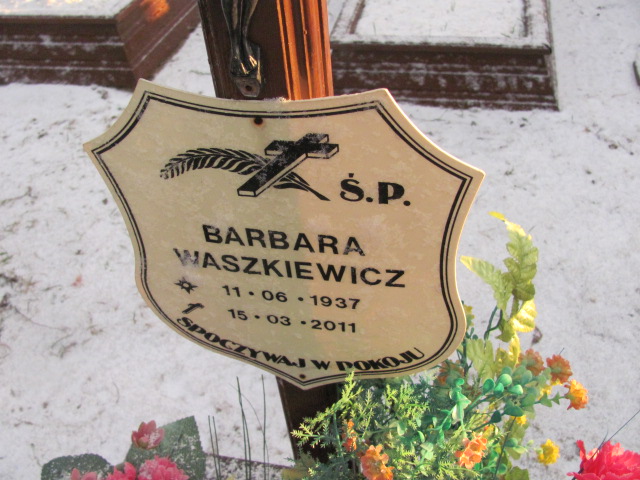 Ś.P.
BARBARA
WASZKIEWICZ
11 • 06 • 1937
15 • 03 • 2011
SPOCZYWAJ W POKOJU